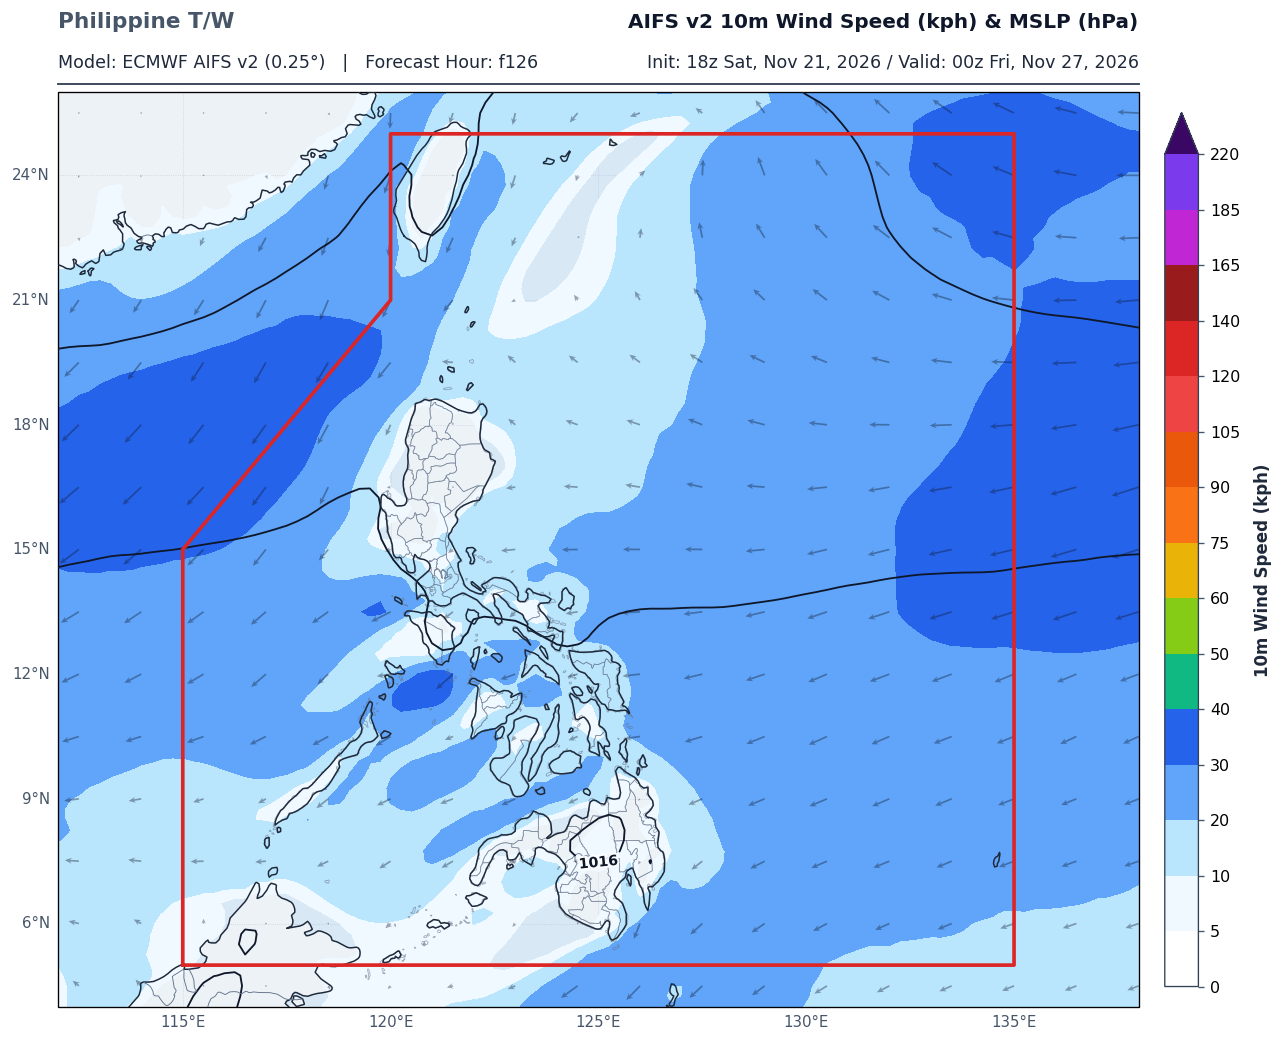 Philippine T/W
AIFS v2 10m Wind Speed (kph) & MSLP (hPa)
Model: ECMWF AIFS v2 (0.25°)   |   Forecast Hour: f126
Init: 18z Sat, Nov 21, 2026 / Valid: 00z Fri, Nov 27, 2026
24°N
21°N
18°N
15°N
12°N
9°N
6°N
115°E
120°E
125°E
130°E
135°E
1016
220
185
165
140
120
105
90
75
60
50
40
30
20
10
5
0
10m Wind Speed (kph)